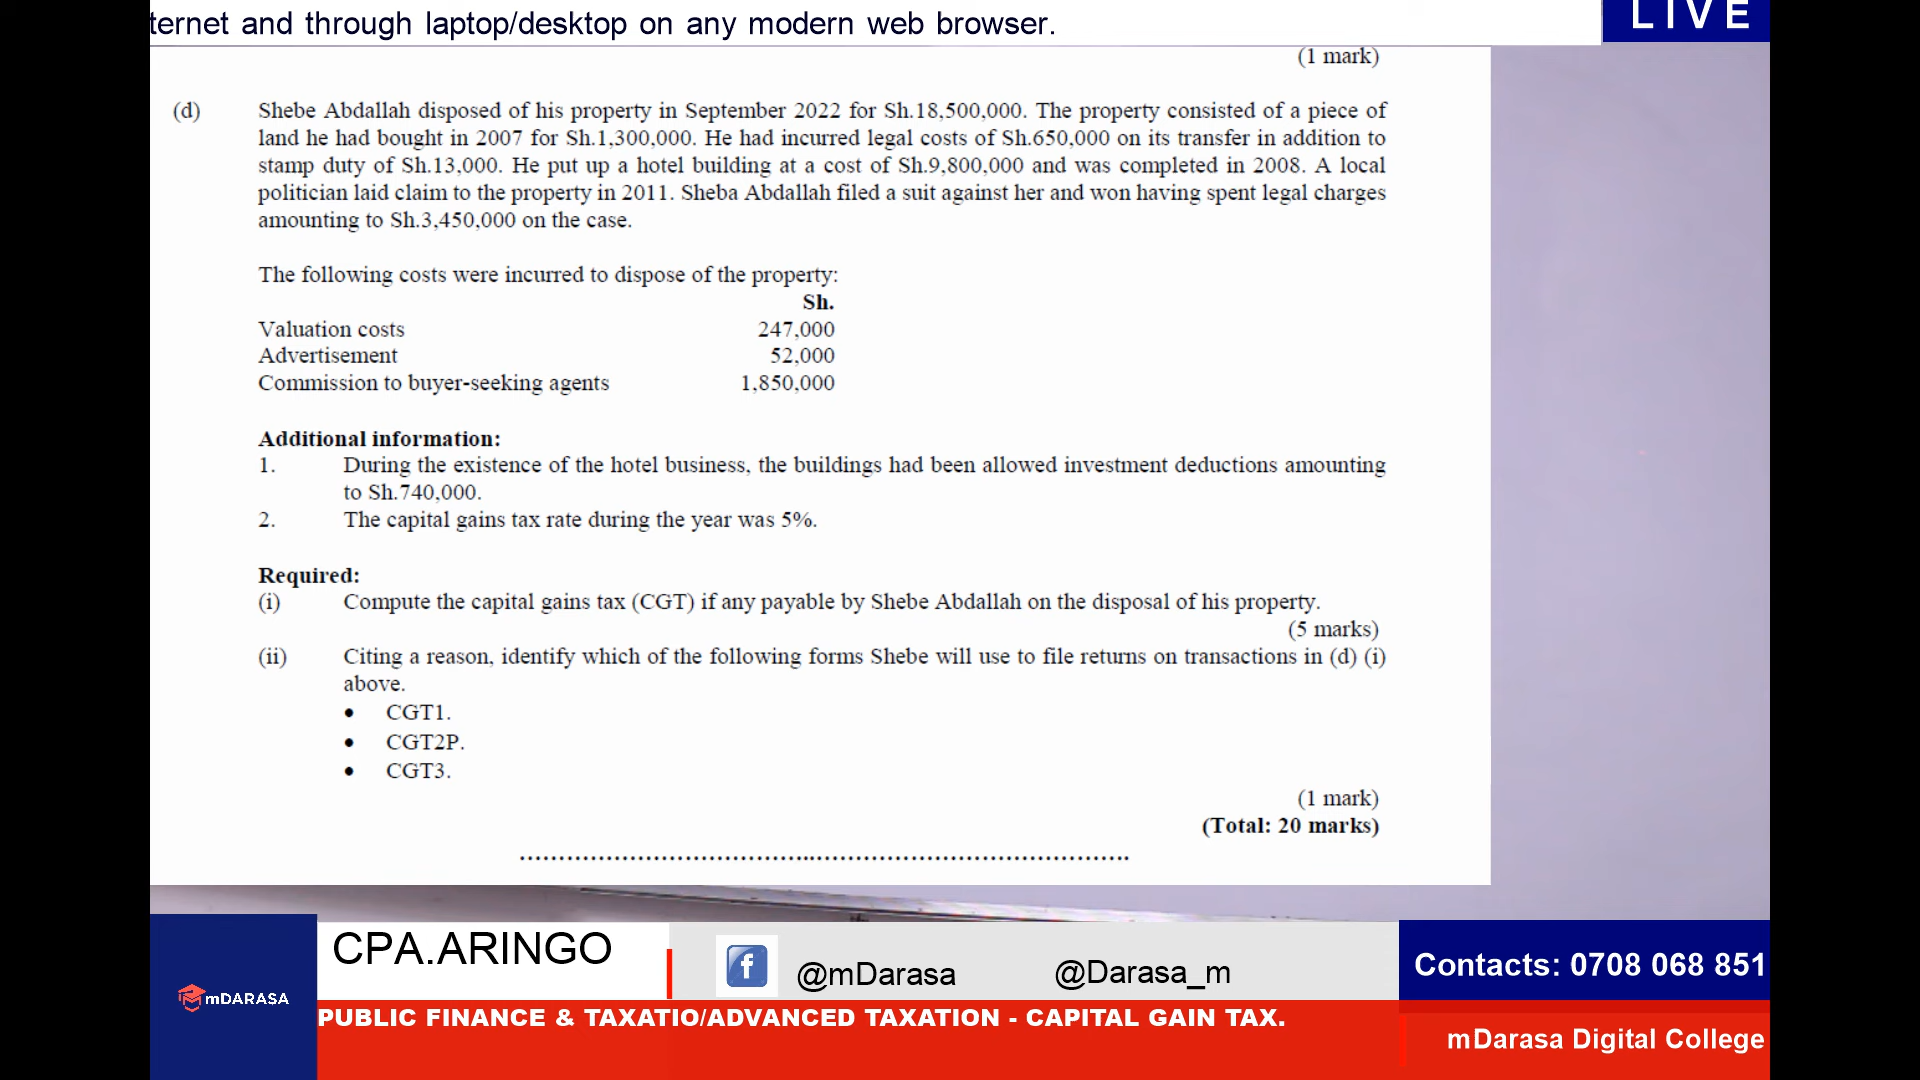 ternet and through laptop/desktop on any modern web browser.
LIVE
(1 mark)
(d) Shebe Abdallah disposed of his property in September 2022 for Sh.18,500,000. The property consisted of a piece of
land he had bought in 2007 for Sh.1,300,000. He had incurred legal costs of Sh.650,000 on its transfer in addition to
stamp duty of Sh.13,000. He put up a hotel building at a cost of Sh.9,800,000 and was completed in 2008. A local
politician laid claim to the property in 2011. Sheba Abdallah filed a suit against her and won having spent legal charges
amounting to Sh.3,450,000 on the case.
The following costs were incurred to dispose of the property:
Sh.
Valuation costs 247,000
Advertisement 52,000
Commission to buyer-seeking agents 1,850,000
Additional information:
1. During the existence of the hotel business, the buildings had been allowed investment deductions amounting
to Sh.740,000.
2. The capital gains tax rate during the year was 5%.
Required:
(i) Compute the capital gains tax (CGT) if any payable by Shebe Abdallah on the disposal of his property.
(5 marks)
(ii) Citing a reason, identify which of the following forms Shebe will use to file returns on transactions in (d) (i)
above.
• CGT1.
• CGT2P.
• CGT3.
(1 mark)
(Total: 20 marks)
CPA.ARINGO
@mDarasa
@Darasa_m
Contacts: 0708 068 851
mDARASA
PUBLIC FINANCE & TAXATIO/ADVANCED TAXATION - CAPITAL GAIN TAX.
mDarasa Digital College